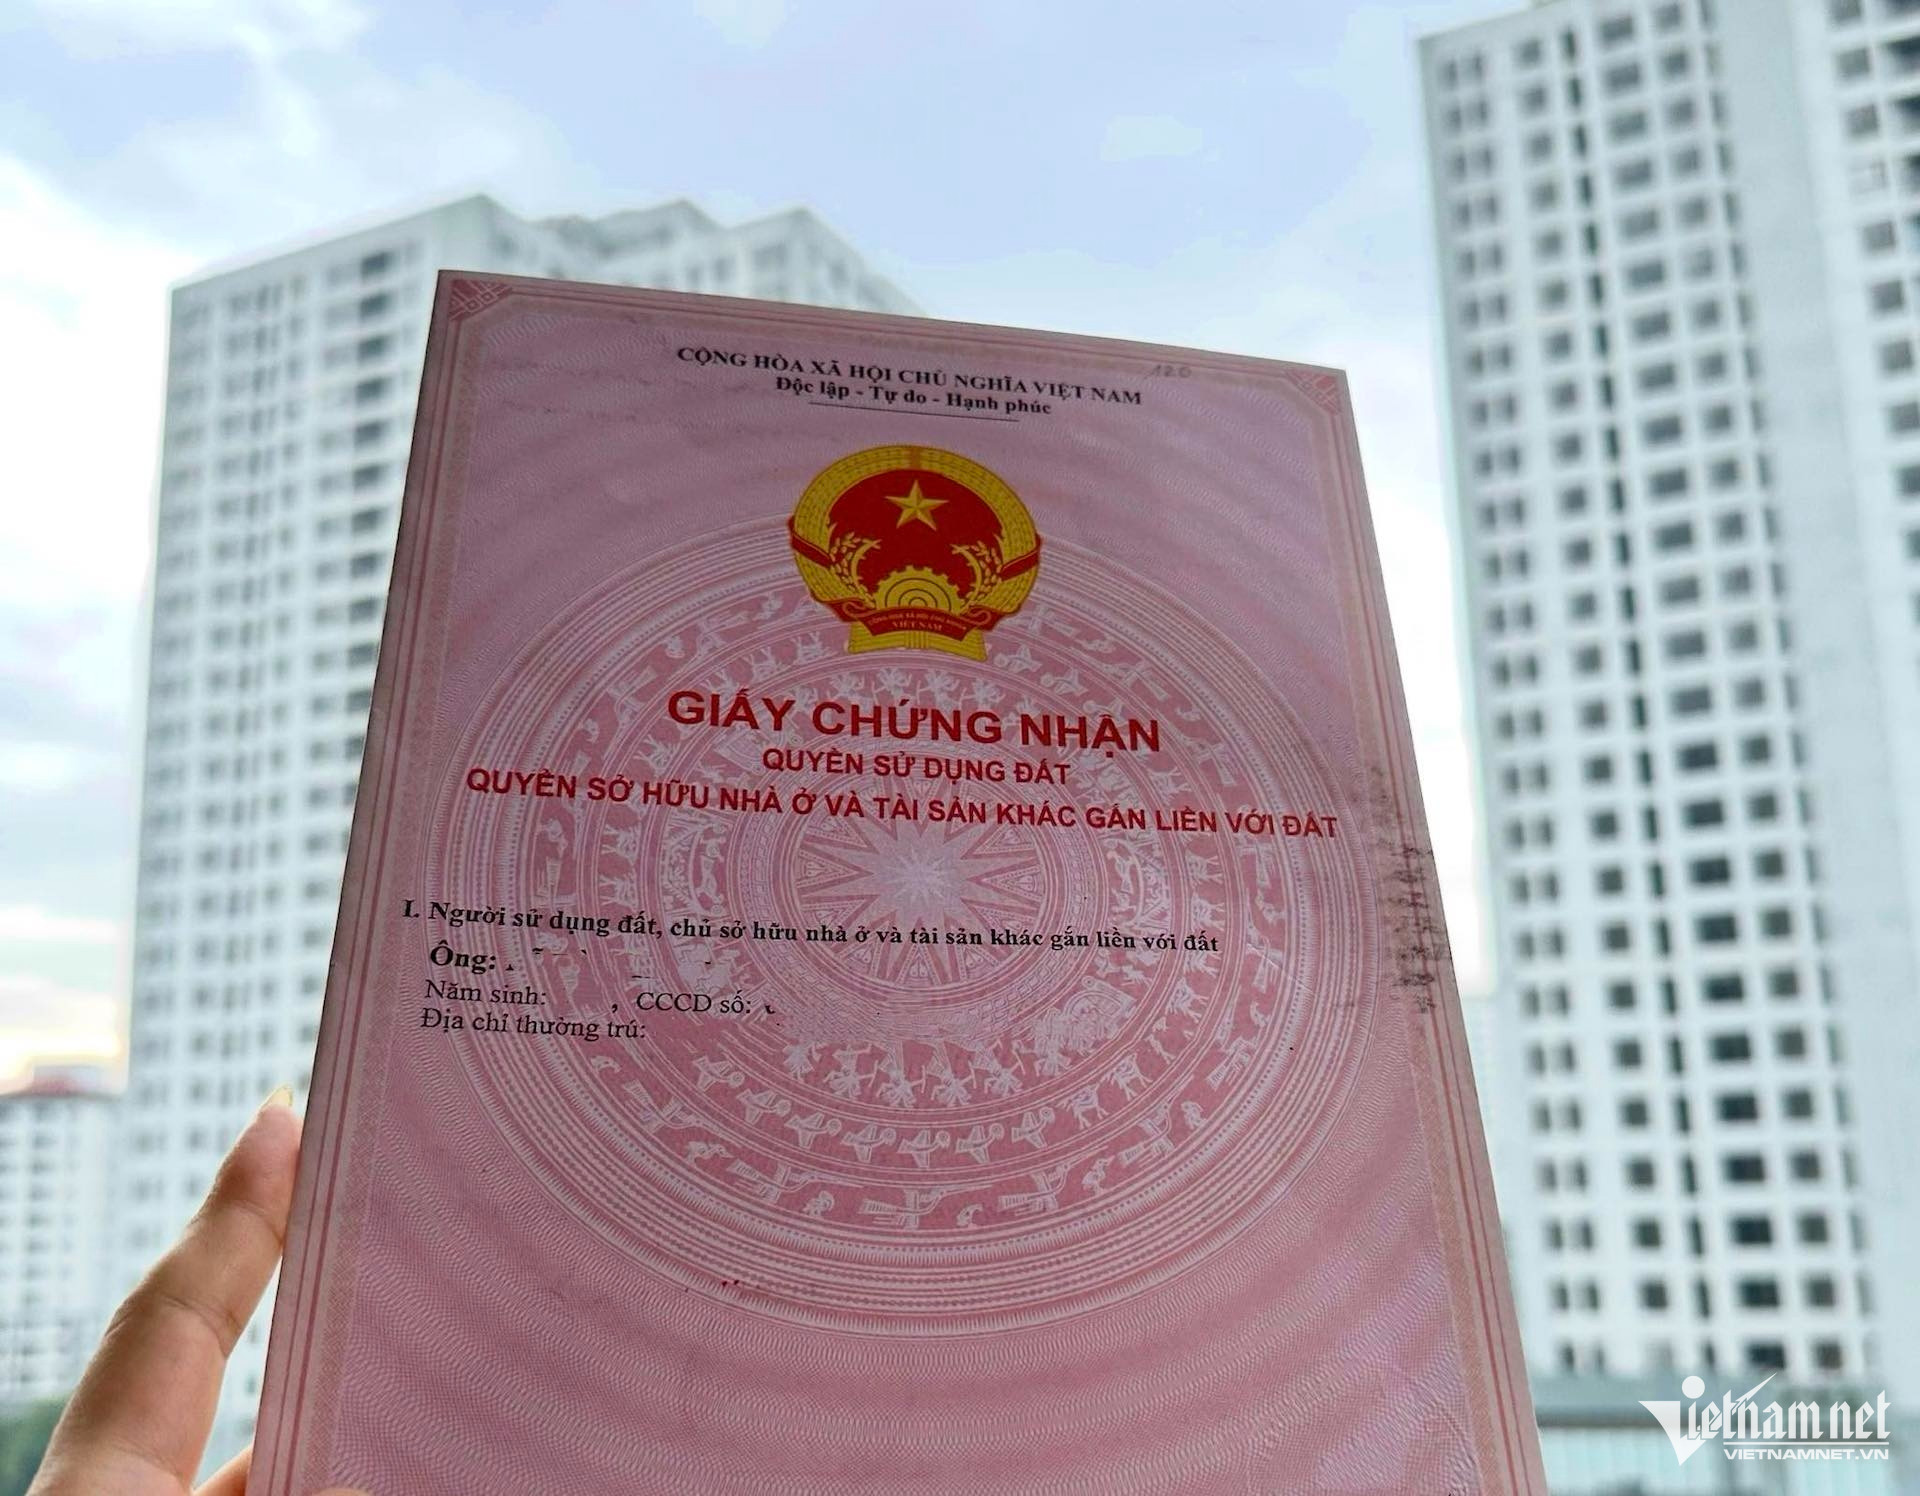 120
CỘNG HÒA XÃ HỘI CHỦ NGHĨA VIỆT NAM
Độc lập - Tự do - Hạnh phúc
VIỆT NAM
GIẤY CHỨNG NHẬN
QUYỀN SỬ DỤNG ĐẤT
QUYỀN SỞ HỮU NHÀ Ở VÀ TÀI SẢN KHÁC GẮN LIỀN VỚI ĐẤT
I. Người sử dụng đất, chủ sở hữu nhà ở và tài sản khác gắn liền với đất
Ông:
Năm sinh: , CCCD số:
Địa chỉ thường trú:
Vietnamnet
VIETNAMNET.VN